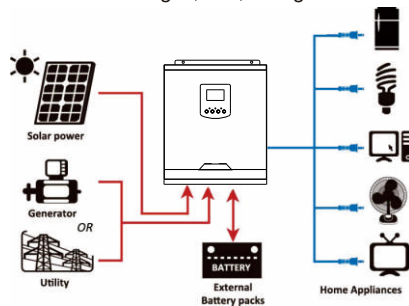 Solar power
Generator
OR
Utility
BATTERY
External
Battery packs
Home Appliances